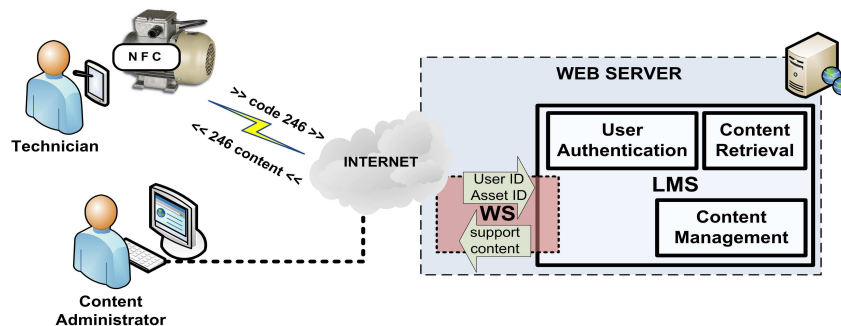 NFC
Technician
>> code 246 >>
<< 246 content <<
INTERNET
Content
Administrator
WEB SERVER
User
Authentication
Content
Retrieval
LMS
Content
Management
User ID
Asset ID
WS
support
content